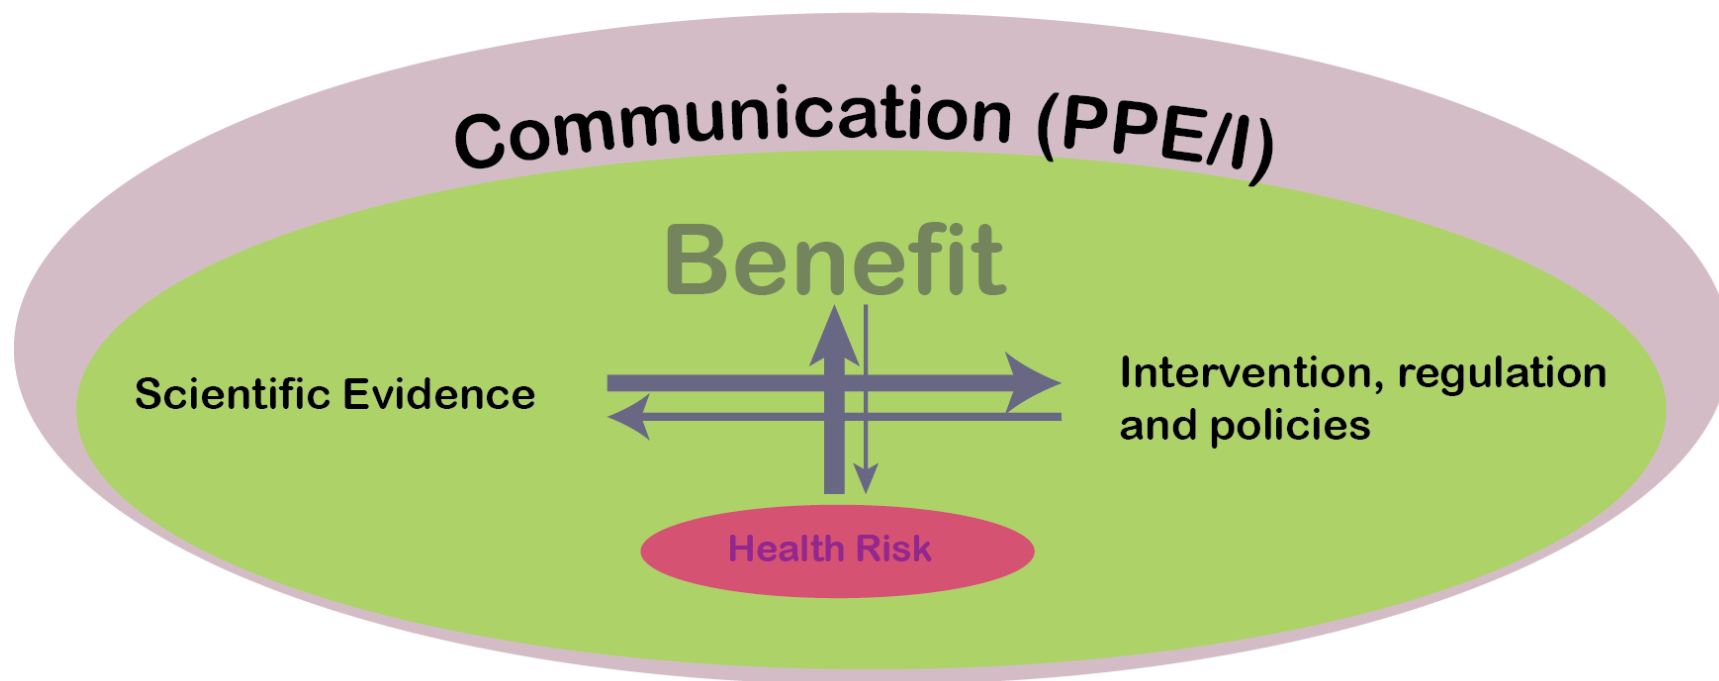 Communication (PPE/I)
Benefit
Scientific Evidence
Intervention, regulation
and policies
Health Risk